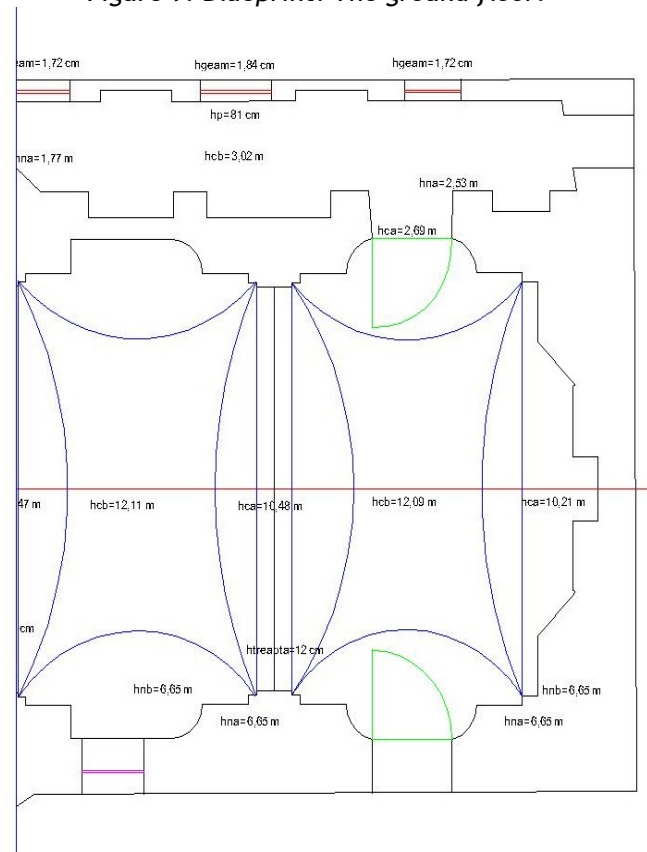 Figure 7. Blueprint. The ground floor.
eam=1,72 cm
hgeam=1,84 cm
hgeam=1,72 cm
hp=81 cm
nna=1,77 m
hcb=3,02 m
hna=2,53 m
hca=2,69 m
47 m
hcb=12,11 m
hca=10,48 m
hcb=12,09 m
hca=10,21 m
cm
htreapta=12 cm
hnb=6,65 m
hnb=6,65 m
hna=6,65 m
hna=6,65 m